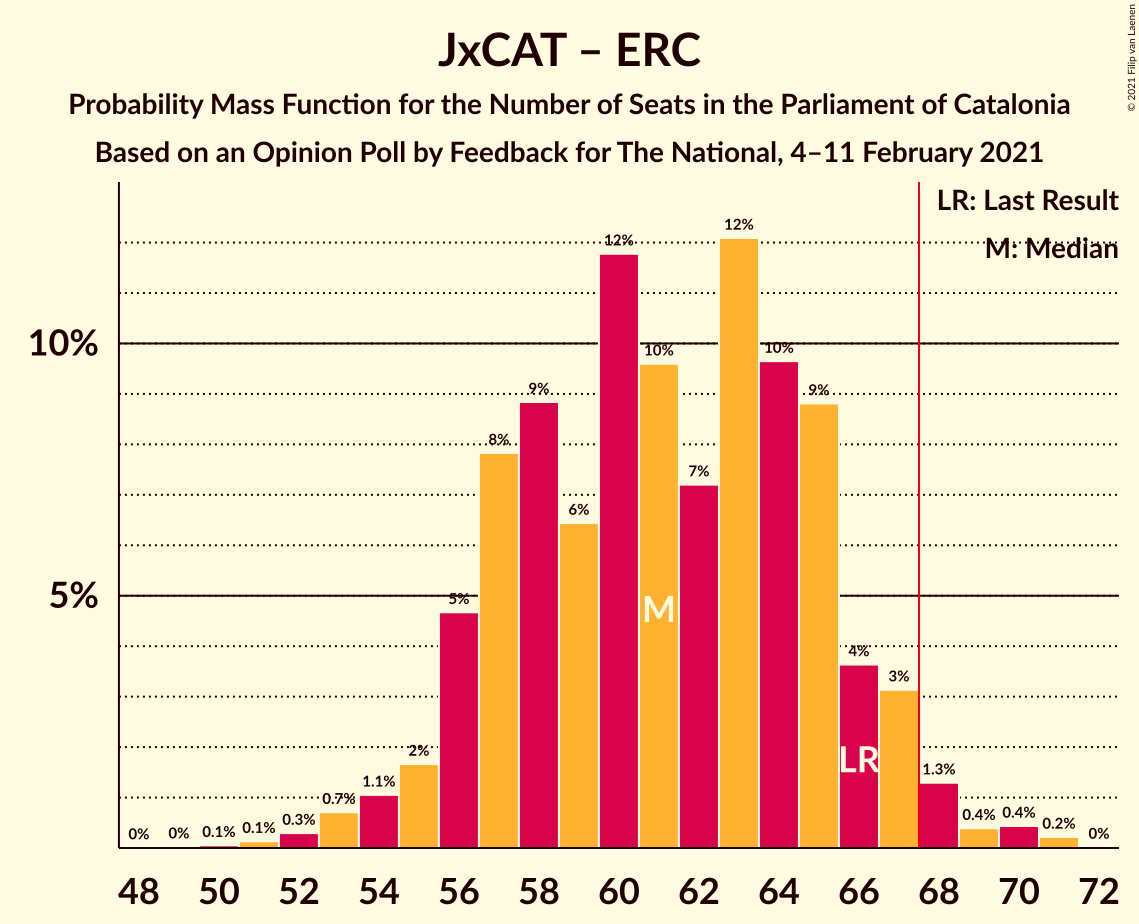 JxCAT – ERC
Probability Mass Function for the Number of Seats in the Parliament of Catalonia
Based on an Opinion Poll by Feedback for The National, 4–11 February 2021
© 2021 Filip van Laenen
LR: Last Result
M: Median
10%
5%
0% 0% 0.1% 0.1% 0.3% 0.7% 1.1% 2% 5% 8% 9% 6% 12% 10% 7% 12% 10% 9% 4% 3% 1.3% 0.4% 0.4% 0.2% 0%
M
LR
48 50 52 54 56 58 60 62 64 66 68 70 72